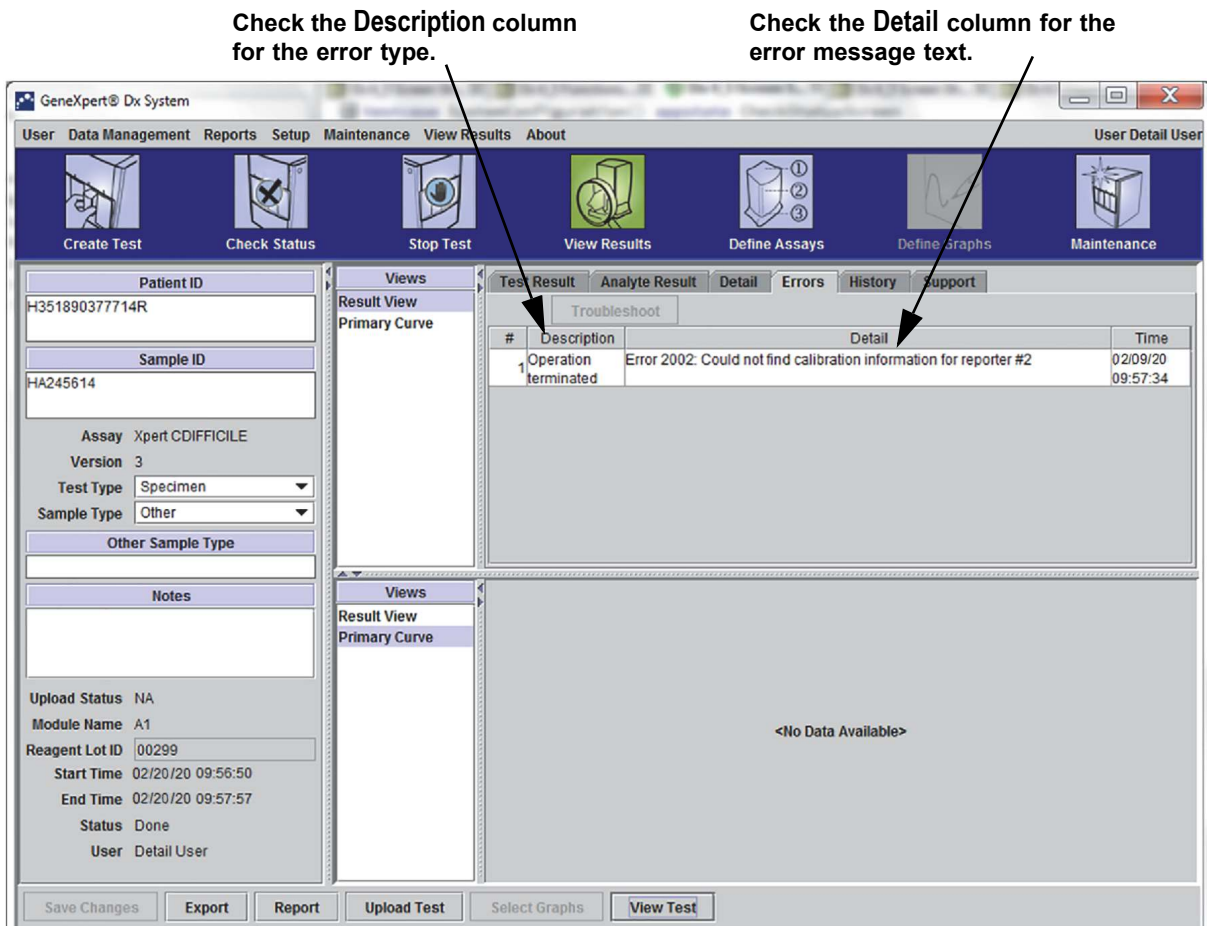 Check the Description column
for the error type.
Check the Detail column for the
error message text.
GeneXpert® Dx System
User Data Management Reports Setup Maintenance View Results About
User Detail User
Create Test
Check Status
Stop Test
①
②
③
View Results
Define Assays
Define Graphs
Maintenance
Patient ID
H351890377714R
Sample ID
HA245614
Assay Xpert CDIFFICILE
Version 3
Test Type Specimen
Sample Type Other
Other Sample Type
Notes
Upload Status NA
Module Name A1
Reagent Lot ID 00299
Start Time 02/20/20 09:56:50
End Time 02/20/20 09:57:57
Status Done
User Detail User
Views
Result View
Primary Curve
Test Result Analyte Result Detail Errors History Support
Troubleshoot
# Description Detail Time
1 Operation Error 2002: Could not find calibration information for reporter #2 02/09/20
terminated 09:57:34
Views
Result View
Primary Curve
<No Data Available>
Save Changes Export Report Upload Test Select Graphs View Test